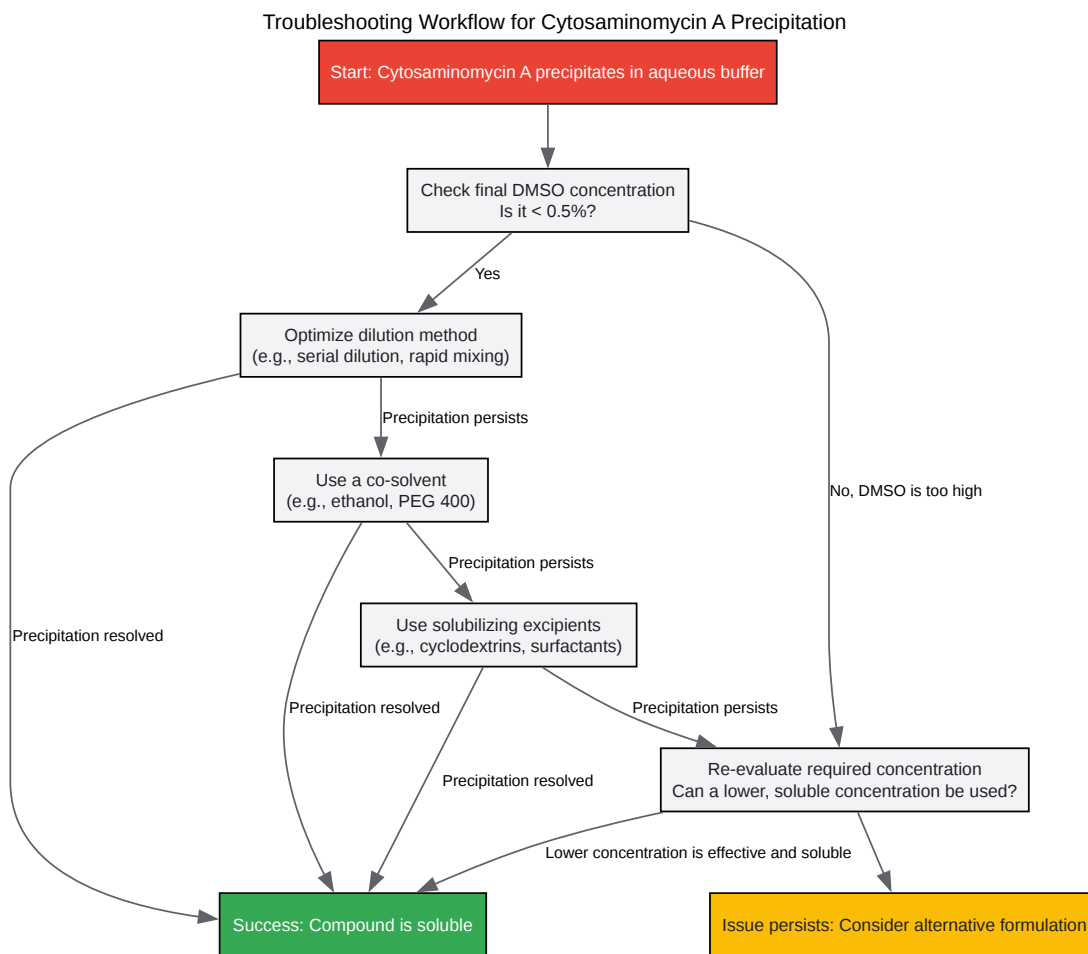 Troubleshooting Workflow for Cytosaminomycin A Precipitation
Start: Cytosaminomycin A precipitates in aqueous buffer
Check final DMSO concentration
Is it < 0.5%?
Yes
Optimize dilution method
(e.g., serial dilution, rapid mixing)
Precipitation persists
Use a co-solvent
(e.g., ethanol, PEG 400)
No, DMSO is too high
Precipitation persists
Use solubilizing excipients
(e.g., cyclodextrins, surfactants)
Precipitation resolved
Precipitation resolved
Precipitation persists
Precipitation resolved
Re-evaluate required concentration
Can a lower, soluble concentration be used?
Lower concentration is effective and soluble
Success: Compound is soluble
Issue persists: Consider alternative formulation